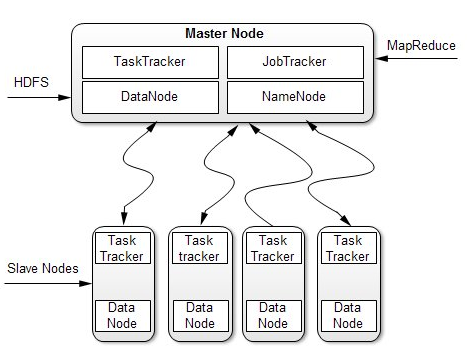 Master Node
MapReduce
TaskTracker JobTracker
HDFS
DataNode NameNode
Task Tracker
Task tracker
Task Tracker
Task Tracker
Slave Nodes
Data Node
Data Node
Data Node
Data Node